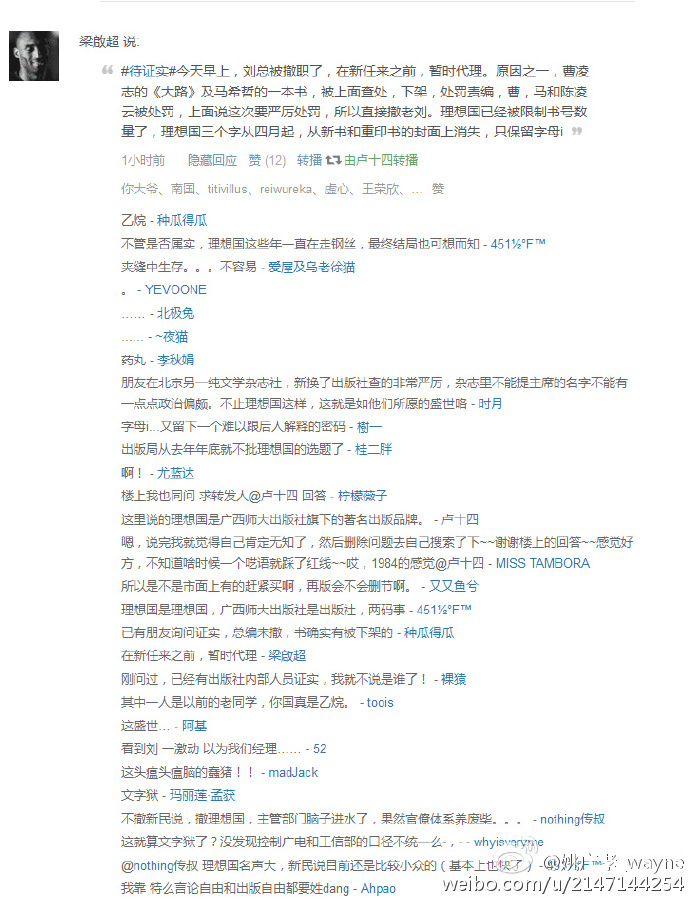 梁啟超 说:
#待证实#今天早上，刘总被撤职了，在新任来之前，暂时代理。原因之一，曹凌
志的《大路》及马希哲的一本书，被上面查处，下架，处罚责编，曹，马和陈凌
云被处罚，上面说这次要严厉处罚，所以直接撤老刘。理想国已经被限制书号数
量了，理想国三个字从四月起，从新书和重印书的封面上消失，只保留字母i
1小时前 隐藏回应 赞 (12) 转播 由卢十四转播
你大爷、南国、titivillus、reiwureka、虚心、王荣欣、... 赞
乙烷 - 种瓜得瓜
不管是否属实，理想国这些年一直在走钢丝，最终结局也可想而知 - 451½°F™
夹缝中生存。。。不容易 - 爱屋及乌老徐猫
。 - YEVOONE
…… - 北极兔
…… - ~夜猫
药丸 - 李秋娟
朋友在北京另一纯文学杂志社，新换了出版社查的非常严厉，杂志里不能提主席的名字不能有
一点点政治偏颇。不止理想国这样，这就是如他们所愿的盛世咯 - 时月
字母i...又留下一个难以跟后人解释的密码 - 樹一
出版局从去年年底就不批理想国的选题了 - 桂二胖
啊！ - 尤蓝达
楼上我也同问 求转发人@卢十四 回答 - 柠檬薇子
这里说的理想国是广西师大出版社旗下的著名出版品牌。 - 卢十四
嗯，说完我就觉得自己肯定无知了，然后删除问题去自己搜素了下~~谢谢楼上的回答~~感觉好
方，不知道啥时候一个呓语就踩了红线~~哎，1984的感觉@卢十四 - MISS TAMBORA
所以是不是市面上有的赶紧买啊，再版会不会删节啊。 - 又又鱼兮
理想国是理想国，广西师大出版社是出版社，两码事 - 451½°F™
已有朋友询问证实，总编未撤，书确实有被下架的 - 种瓜得瓜
在新任来之前，暂时代理 - 梁啟超
刚问过，已经有出版社内部人员证实，我就不说是谁了！ - 裸猿
其中一人是以前的老同学，你国真是乙烷。 - toois
这盛世... - 阿基
看到刘 一激动 以为我们经理…… - 52
这头瘟头瘟脑的蠢猪！！ - madJack
文字狱 - 玛丽莲·孟获
不撤新民说，撤理想国，主管部门脑子进水了，果然官僚体系养废柴。。。 - nothing传叔
这就算文字狱了？没发现控制广电和工信部的口径不统一么-，- - whyisveryme
@nothing传叔 理想国名声大，新民说目前还是比较小众的（基本上也快了） -
我靠 特么言论自由和出版自由都要姓dang - Ahpao
_wayne
weibo.com/u/2147144254